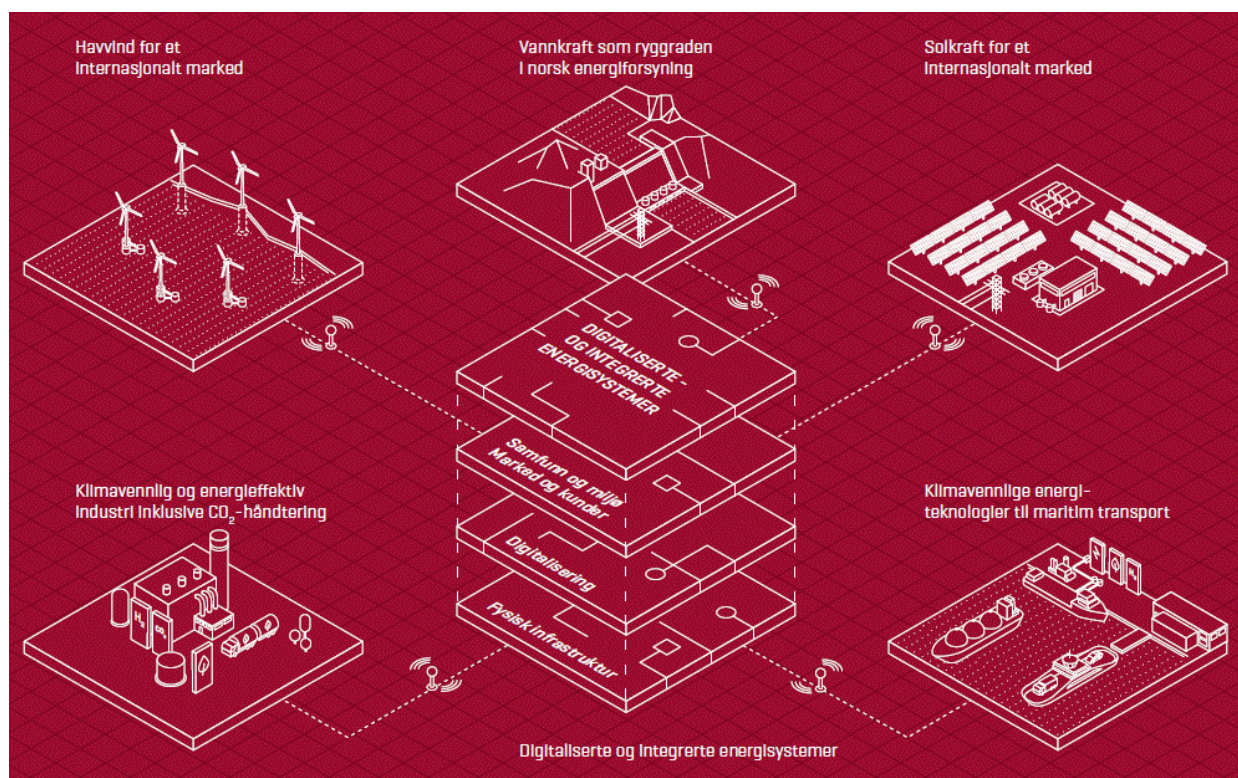 Havvind for et
internasjonalt marked
Vannkraft som ryggraden
i norsk energiforsyning
Solkraft for et
internasjonalt marked
DIGITALISERTE -
OG INTEGRERTE
ENERGISYSTEMER
Samfunn og miljø
Marked og kunder
Digitalisering
Fysisk infrastruktur
Klimavennlig og energieffektiv
industri inklusive CO₂-håndtering
H₂
CO₂
Klimavennlige energi-
teknologier til maritim transport
Digitaliserte og integrerte energisystemer